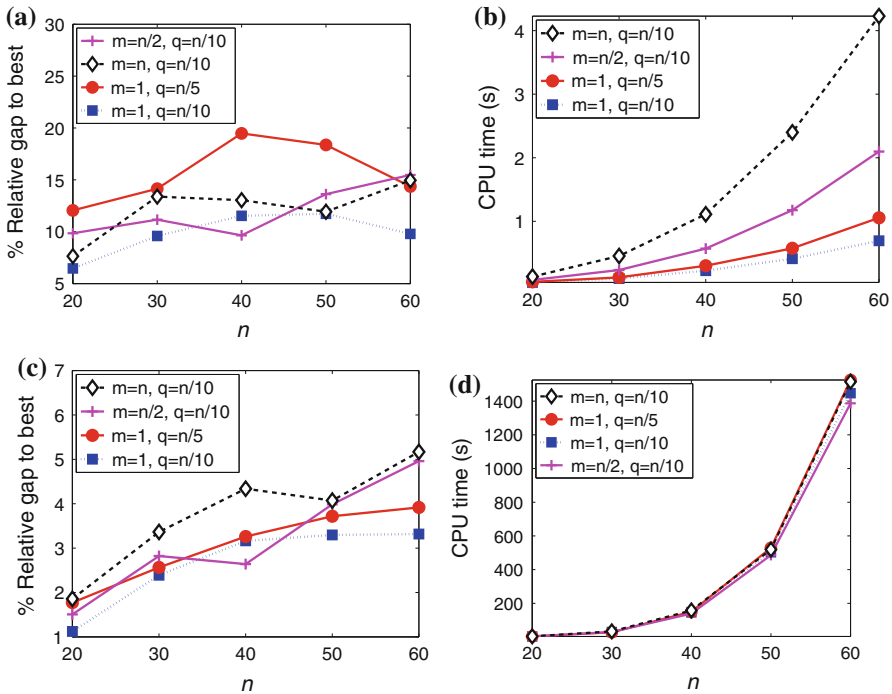 (a)
% Relative gap to best
30
25
20
15
10
5
m=n/2, q=n/10
m=n, q=n/10
m=1, q=n/5
m=1, q=n/10
20 30 40 50 60
n
(b)
CPU time (s)
4
3
2
1
m=n, q=n/10
m=n/2, q=n/10
m=1, q=n/5
m=1, q=n/10
20 30 40 50 60
n
(c)
% Relative gap to best
7
6
5
4
3
2
1
m=n, q=n/10
m=n/2, q=n/10
m=1, q=n/5
m=1, q=n/10
20 30 40 50 60
n
(d)
CPU time (s)
1400
1200
1000
800
600
400
200
m=n, q=n/10
m=1, q=n/5
m=1, q=n/10
m=n/2, q=n/10
20 30 40 50 60
n